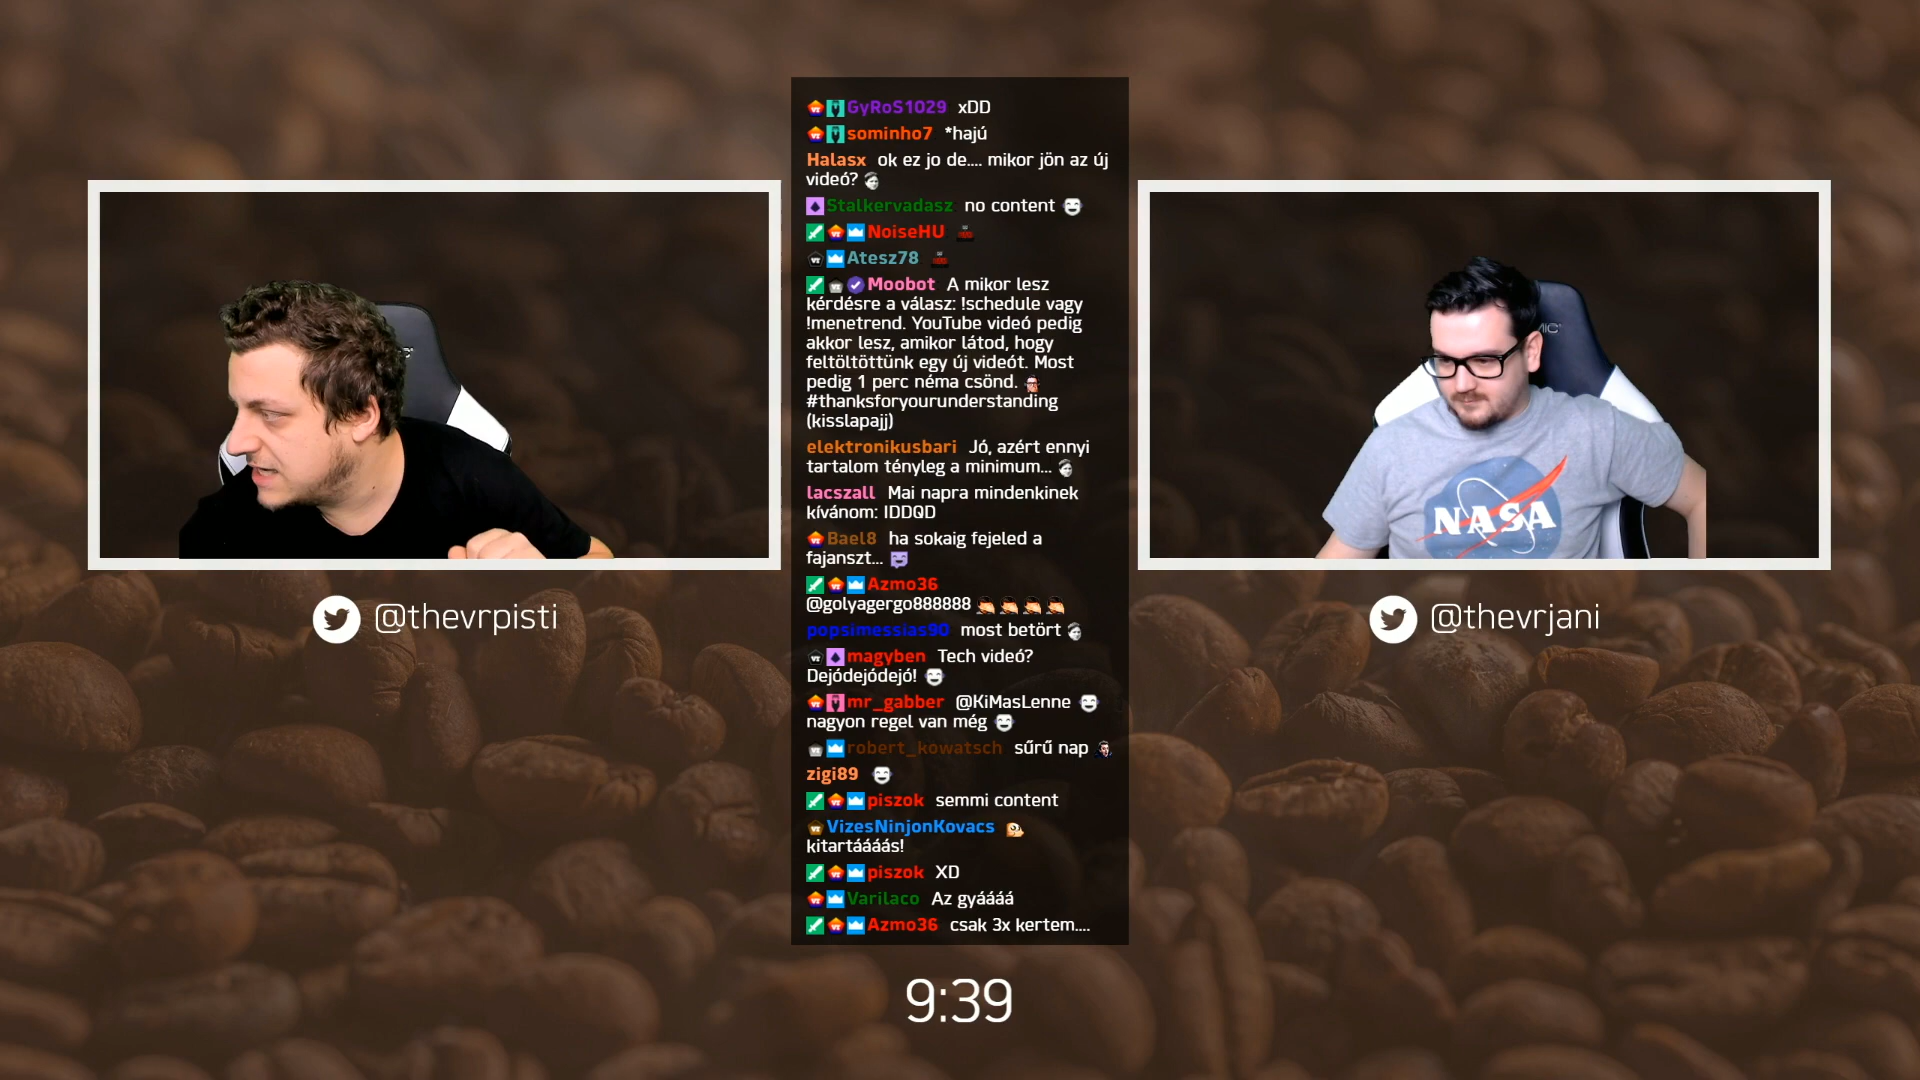 GyRoS1029 xDD
sominho7 *hajú
Halasx ok ez jo de.... mikor jön az új
videó?
Stalkervadasz no content
NoiseHU
Atesz78
Moobot A mikor lesz
kérdésre a válasz: !schedule vagy
!menetrend. YouTube videó pedig
akkor lesz, amikor látod, hogy
feltöltöttünk egy új videót. Most
pedig 1 perc néma csönd.
#thanksforyourunderstanding
(kisslapajj)
elektronikusbari Jó, azért ennyi
tartalom tényleg a minimum...
lacszall Mai napra mindenkinek
kívánom: IDDQD
Bael8 ha sokaig fejeled a
fajanszt...
Azmo36
@golyagergo888888
popsimessias90 most betört
magyben Tech videó?
Dejódejódejó!
mr_gabber @KiMasLenne
nagyon regel van még
robert_kowatsch sűrű nap
zigi89
piszok semmi content
VizesNinjonKovacs
kitartáááás!
piszok XD
Varilaco Az gyáááá
Azmo36 csak 3x kertem....
@thevrpisti
NASA
@thevrjani
9:39